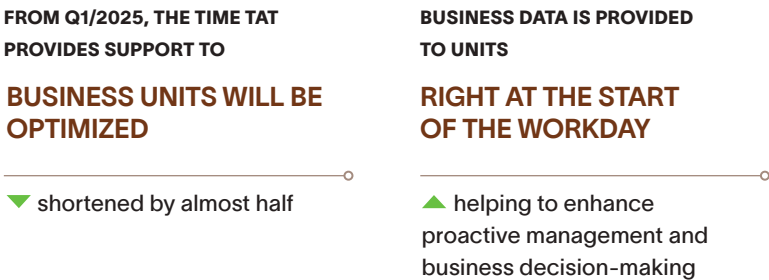 FROM Q1/2025, THE TIME TAT
PROVIDES SUPPORT TO
BUSINESS UNITS WILL BE
OPTIMIZED
shortened by almost half
BUSINESS DATA IS PROVIDED
TO UNITS
RIGHT AT THE START
OF THE WORKDAY
helping to enhance
proactive management and
business decision-making